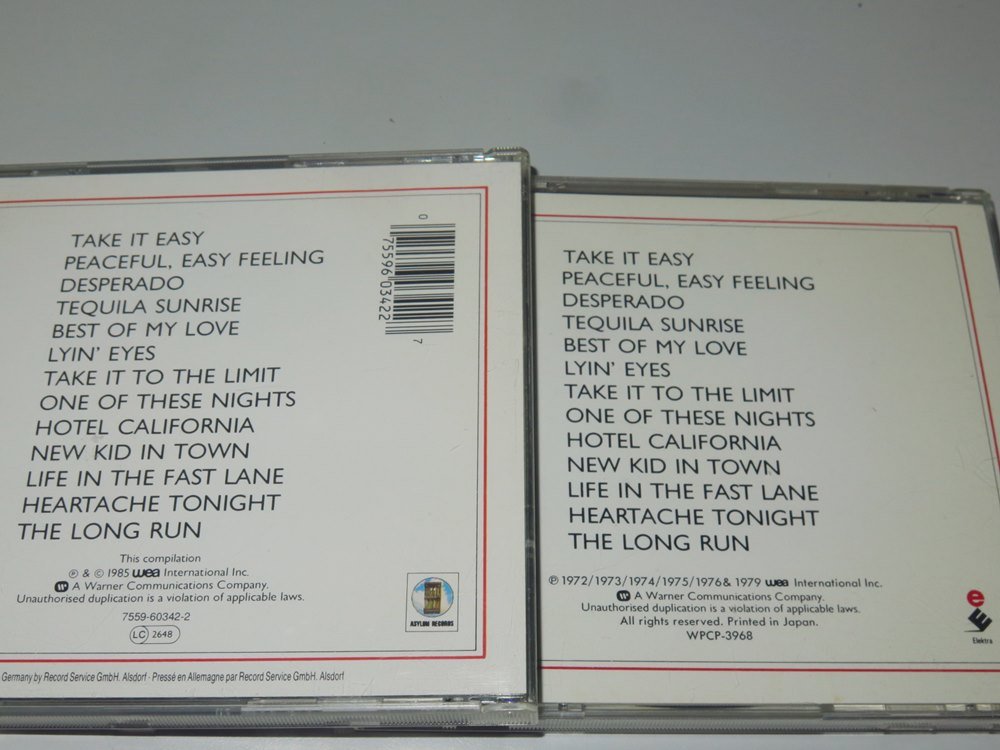 TAKE IT EASY
PEACEFUL, EASY FEELING
DESPERADO
TEQUILA SUNRISE
BEST OF MY LOVE
LYIN' EYES
TAKE IT TO THE LIMIT
ONE OF THESE NIGHTS
HOTEL CALIFORNIA
NEW KID IN TOWN
LIFE IN THE FAST LANE
HEARTACHE TONIGHT
THE LONG RUN
0 75596 03422 7
This compilation
℗ & © 1985 wea International Inc.
A Warner Communications Company.
Unauthorised duplication is a violation of applicable laws.
7559-60342-2
LC 2648
ASYLUM RECORDS
Germany by Record Service GmbH. Alsdorf · Pressé en Allemagne par Record Service GmbH. Alsdorf
TAKE IT EASY
PEACEFUL, EASY FEELING
DESPERADO
TEQUILA SUNRISE
BEST OF MY LOVE
LYIN' EYES
TAKE IT TO THE LIMIT
ONE OF THESE NIGHTS
HOTEL CALIFORNIA
NEW KID IN TOWN
LIFE IN THE FAST LANE
HEARTACHE TONIGHT
THE LONG RUN
℗ 1972/1973/1974/1975/1976& 1979 wea International Inc.
A Warner Communications Company.
Unauthorised duplication is a violation of applicable laws.
All rights reserved. Printed in Japan.
WPCP-3968
Elektra